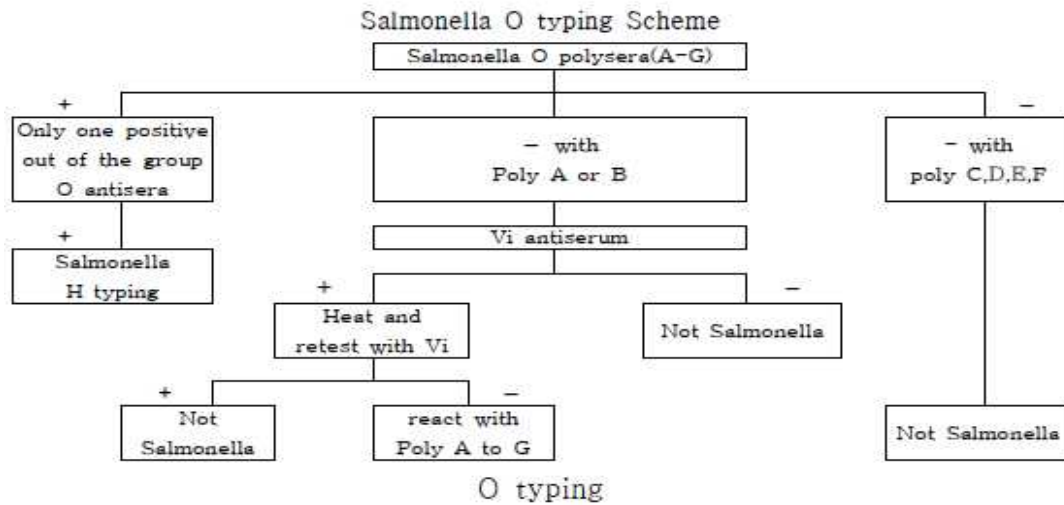 Salmonella O typing Scheme
Salmonella O polysera(A-G)
+
-
Only one positive
out of the group
O antisera
- with
Poly A or B
- with
poly C,D,E,F
+
Vi antiserum
Salmonella
H typing
+
-
Heat and
retest with Vi
Not Salmonella
+
-
Not
Salmonella
react with
Poly A to G
Not Salmonella
O typing